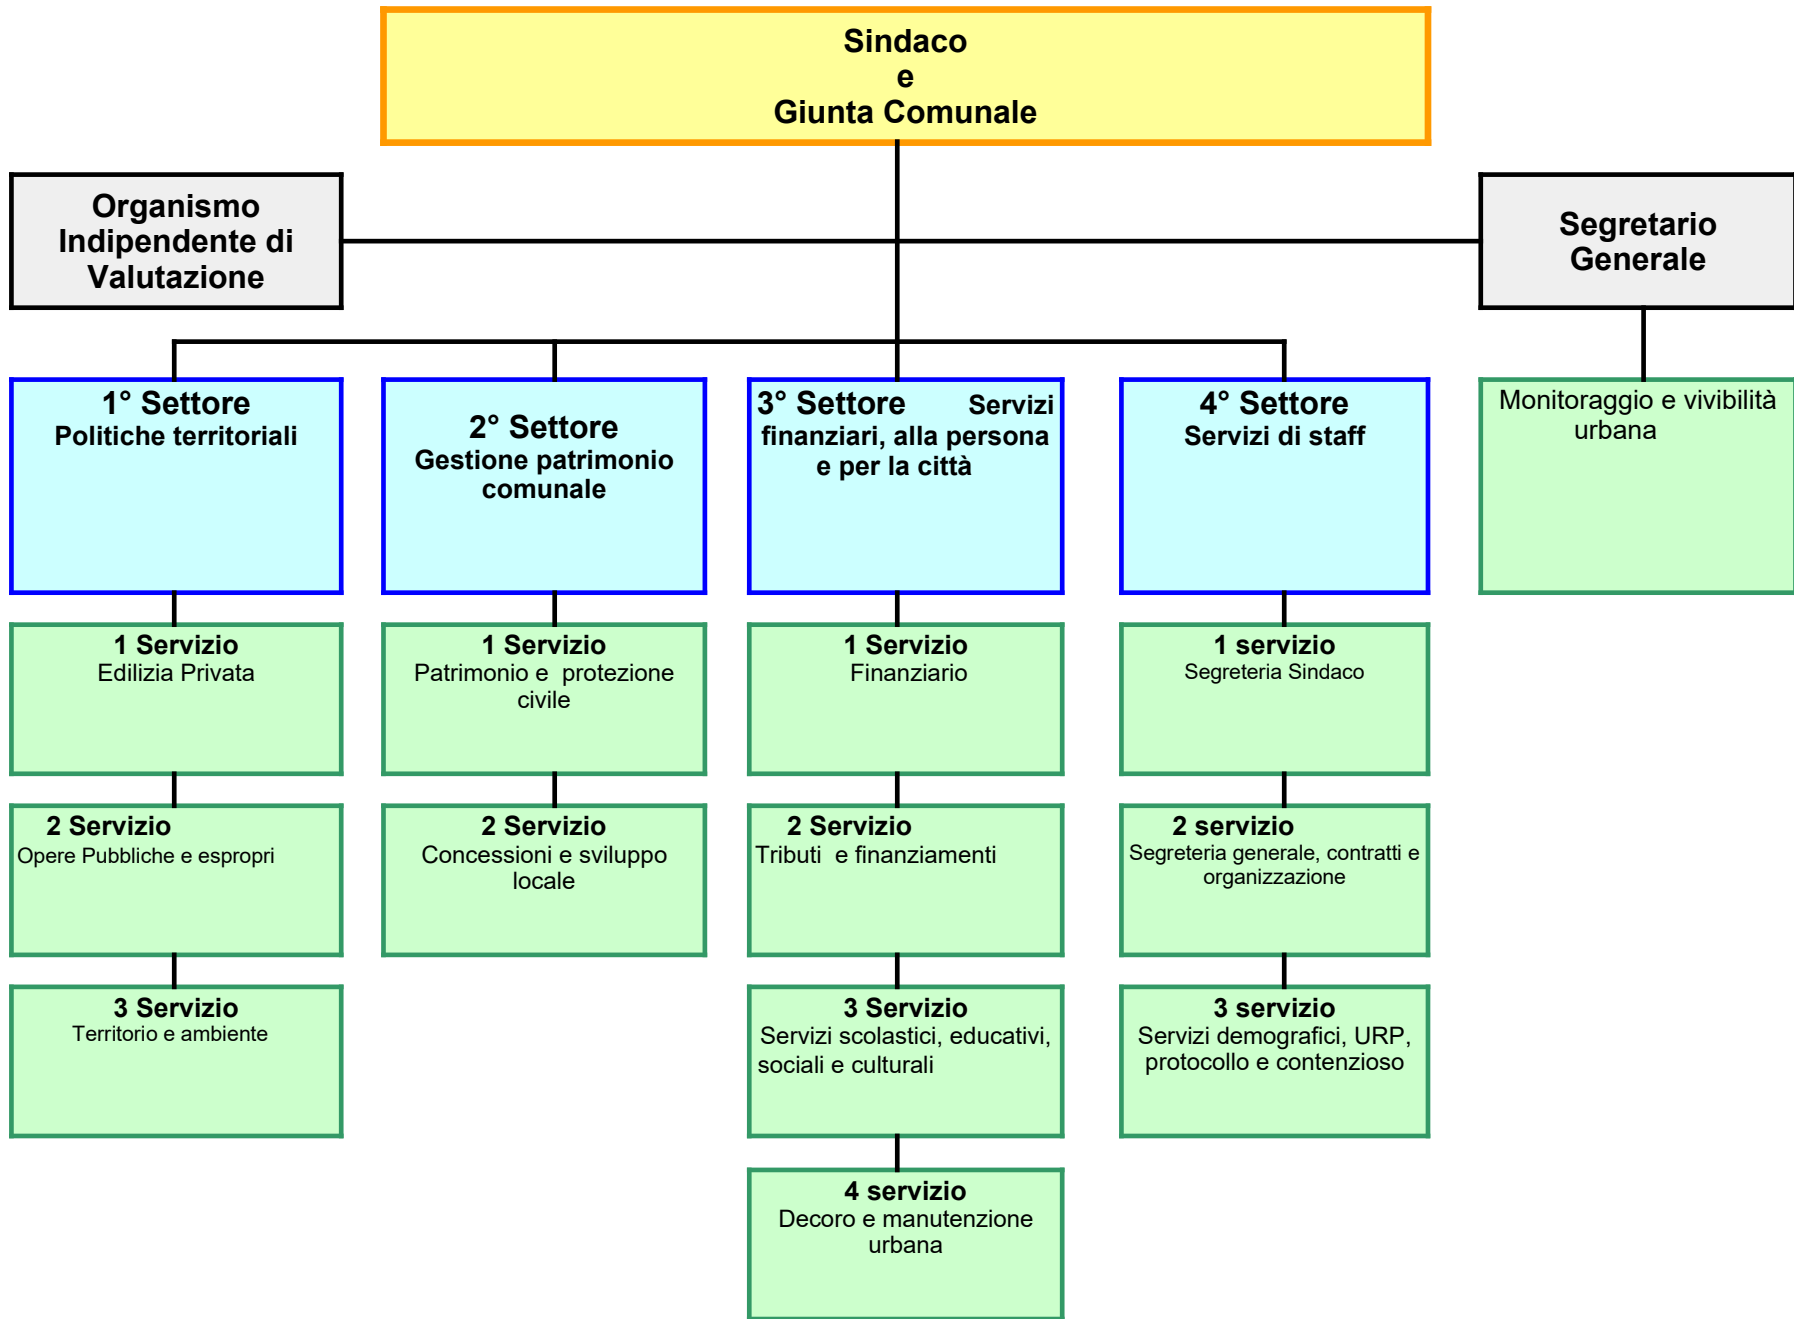 Sindaco
e
Giunta Comunale
Organismo
Indipendente di
Valutazione
Segretario
Generale
1° Settore
Politiche territoriali
2° Settore
Gestione patrimonio
comunale
3° Settore Servizi
finanziari, alla persona
e per la città
4° Settore
Servizi di staff
Monitoraggio e vivibilità
urbana
1 Servizio
Edilizia Privata
1 Servizio
Patrimonio e protezione
civile
1 Servizio
Finanziario
1 servizio
Segreteria Sindaco
2 Servizio
Opere Pubbliche e espropri
2 Servizio
Concessioni e sviluppo
locale
2 Servizio
Tributi e finanziamenti
2 servizio
Segreteria generale, contratti e
organizzazione
3 Servizio
Territorio e ambiente
3 Servizio
Servizi scolastici, educativi,
sociali e culturali
3 servizio
Servizi demografici, URP,
protocollo e contenzioso
4 servizio
Decoro e manutenzione
urbana